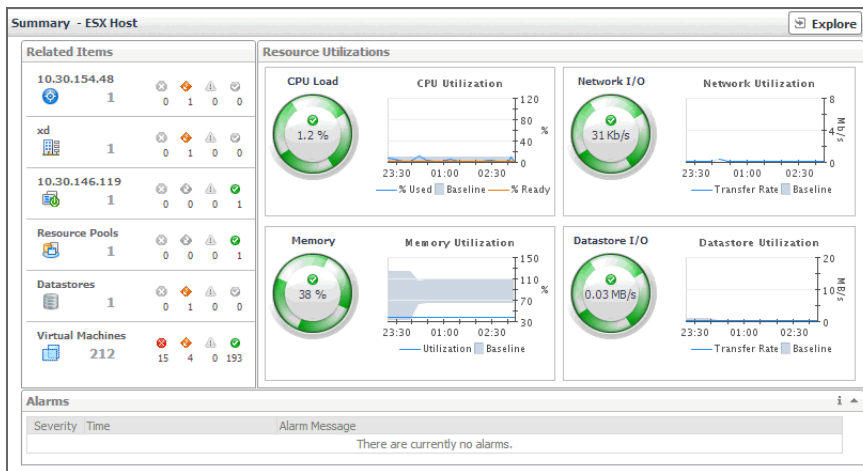 Summary - ESX Host
Explore
Related Items
10.30.154.48
1
0 1 0 0
xd
1
0 1 0 0
10.30.146.119
1
0 0 0 1
Resource Pools
1
0 0 0 1
Datastores
1
0 1 0 0
Virtual Machines
212
15 4 0 193
Resource Utilizations
CPU Load
1.2 %
CPU Utilization
120
80
40
0
%
23:30 01:00 02:30
% Used Baseline % Ready
Network I/O
31 Kb/s
Network Utilization
8
4
0
Mb/s
23:30 01:00 02:30
Transfer Rate Baseline
Memory
38 %
Memory Utilization
150
110
70
30
%
23:30 01:00 02:30
Utilization Baseline
Datastore I/O
0.03 MB/s
Datastore Utilization
20
10
0
MB/s
23:30 01:00 02:30
Transfer Rate Baseline
Alarms
i
Severity Time Alarm Message
There are currently no alarms.